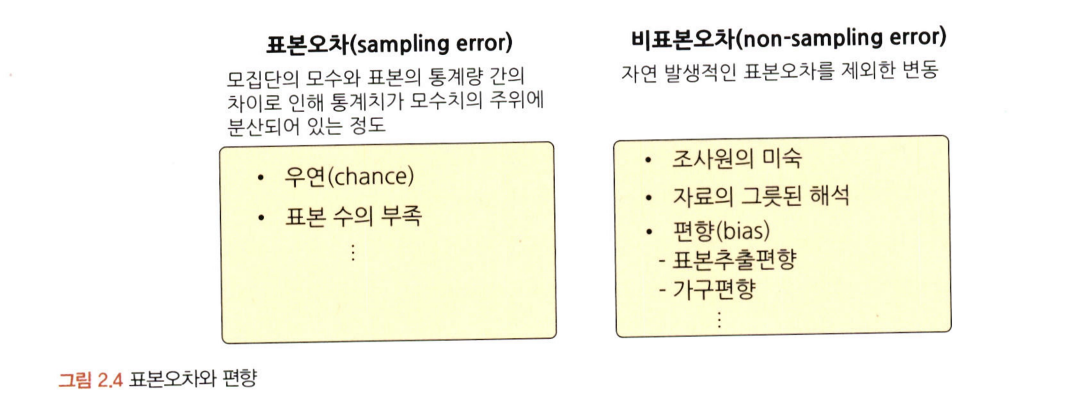 표본오차(sampling error)
모집단의 모수와 표본의 통계량 간의
차이로 인해 통계치가 모수치의 주위에
분산되어 있는 정도
• 우연(chance)
• 표본 수의 부족
⋮
비표본오차(non-sampling error)
자연 발생적인 표본오차를 제외한 변동
• 조사원의 미숙
• 자료의 그릇된 해석
• 편향(bias)
- 표본추출편향
- 가구편향
⋮
그림 2.4 표본오차와 편향